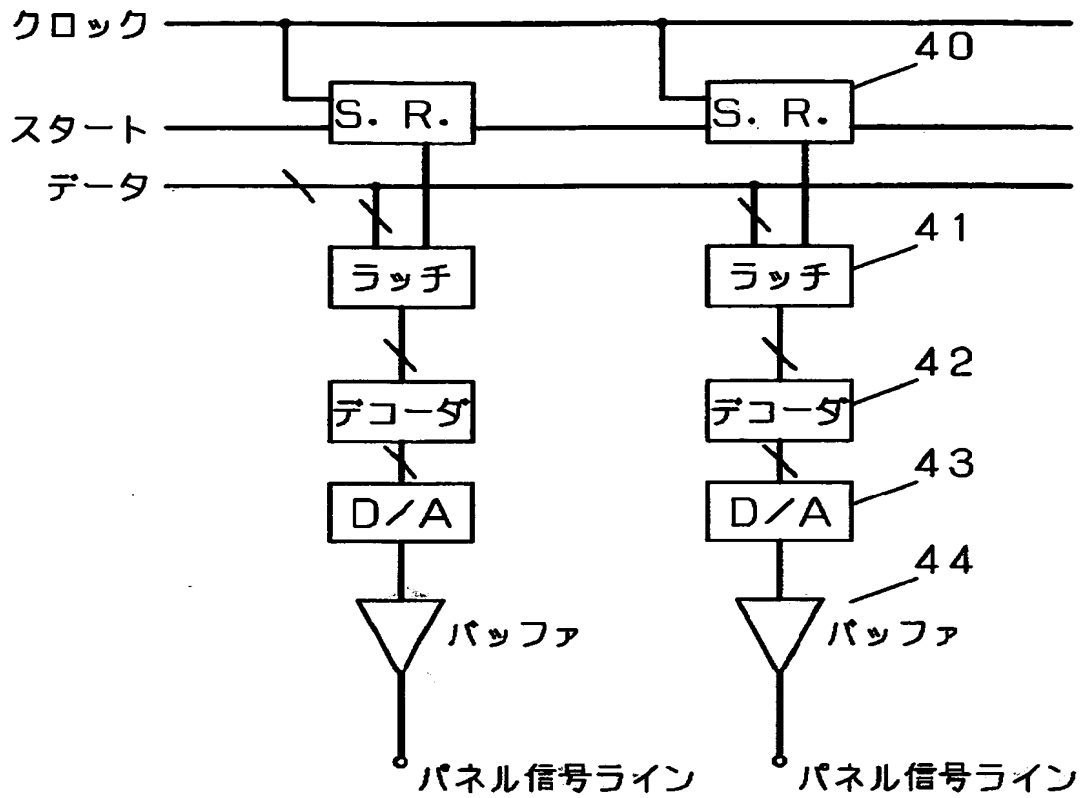 クロック
40
S. R.
S. R.
スタート
データ
41
ラッチ
ラッチ
42
デコーダ
デコーダ
43
D/A
D/A
44
バッファ
バッファ
パネル信号ライン
パネル信号ライン